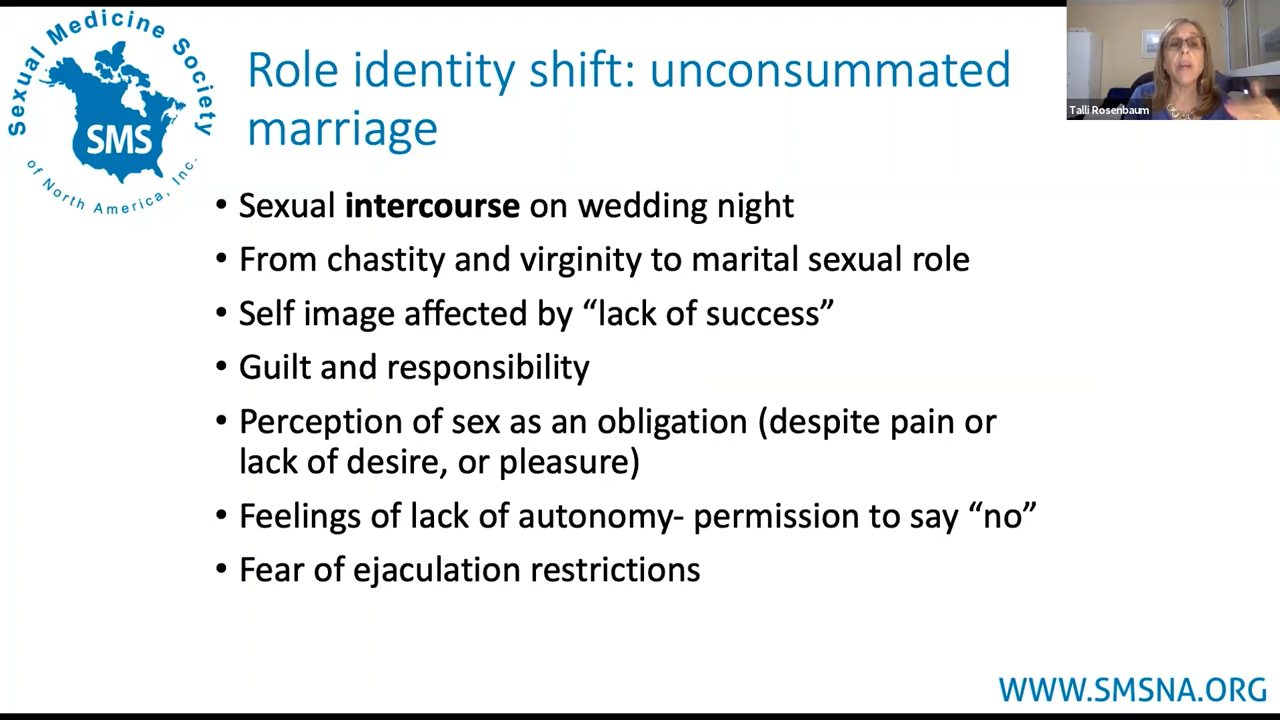 Sexual Medicine Society
SMS
of North America, Inc.
Role identity shift: unconsummated
marriage
Talli Rosenbaum
• Sexual intercourse on wedding night
• From chastity and virginity to marital sexual role
• Self image affected by “lack of success”
• Guilt and responsibility
• Perception of sex as an obligation (despite pain or
lack of desire, or pleasure)
• Feelings of lack of autonomy- permission to say “no”
• Fear of ejaculation restrictions
WWW.SMSNA.ORG